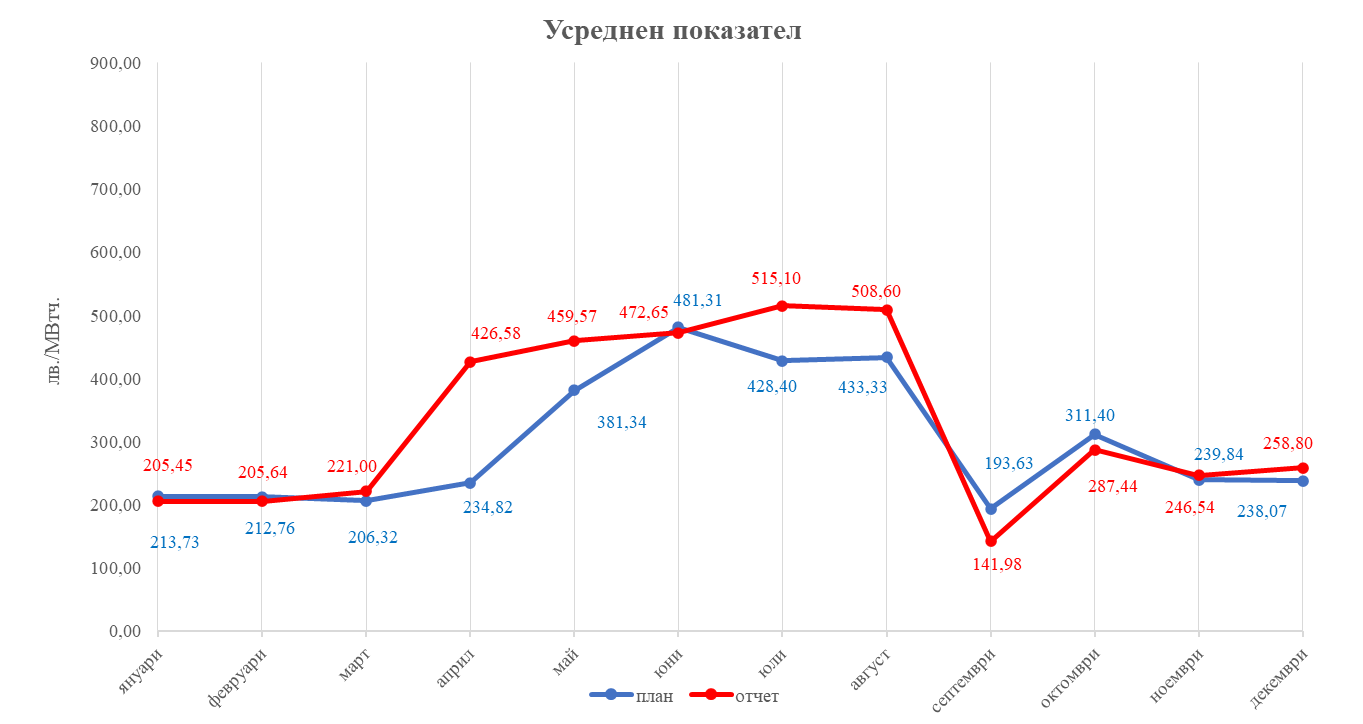 Усреднен показател
лв./МВтч.
900,00
800,00
700,00
600,00
500,00
400,00
300,00
200,00
100,00
0,00
205,45
205,64
221,00
426,58
459,57
472,65
515,10
508,60
141,98
287,44
246,54
258,80
213,73
212,76
206,32
234,82
381,34
481,31
428,40
433,33
193,63
311,40
239,84
238,07
януари
февруари
март
април
май
юни
юли
август
септември
октомври
ноември
декември
план
отчет